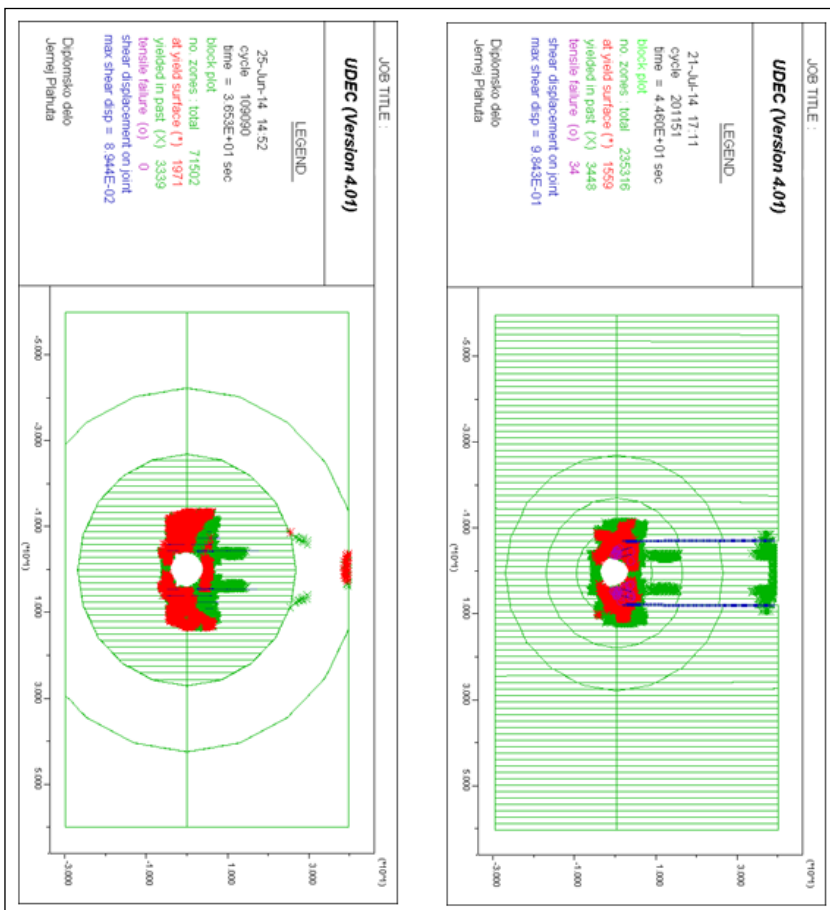 JOB TITLE :
UDEC (Version 4.01)
LEGEND
21-Jul-14 17:11
cycle 201151
time = 4.460E+01 sec
block plot
no. zones : total 235316
at yield surface (*) 1559
yielded in past (X) 3448
tensile failure (o) 34
shear displacement on joint
max shear disp = 9.843E-01
Diplomsko delo
Jernej Plahuta
(*10^1)
3.000
1.000
-1.000
-3.000
-5.000 -3.000 -1.000 1.000 3.000 5.000
(*10^1)
JOB TITLE :
UDEC (Version 4.01)
LEGEND
25-Jun-14 14:52
cycle 109090
time = 3.653E+01 sec
block plot
no. zones : total 71502
at yield surface (*) 1971
yielded in past (X) 3339
tensile failure (o) 0
shear displacement on joint
max shear disp = 8.944E-02
Diplomsko delo
Jernej Plahuta
(*10^1)
3.000
1.000
-1.000
-3.000
-5.000 -3.000 -1.000 1.000 3.000 5.000
(*10^1)